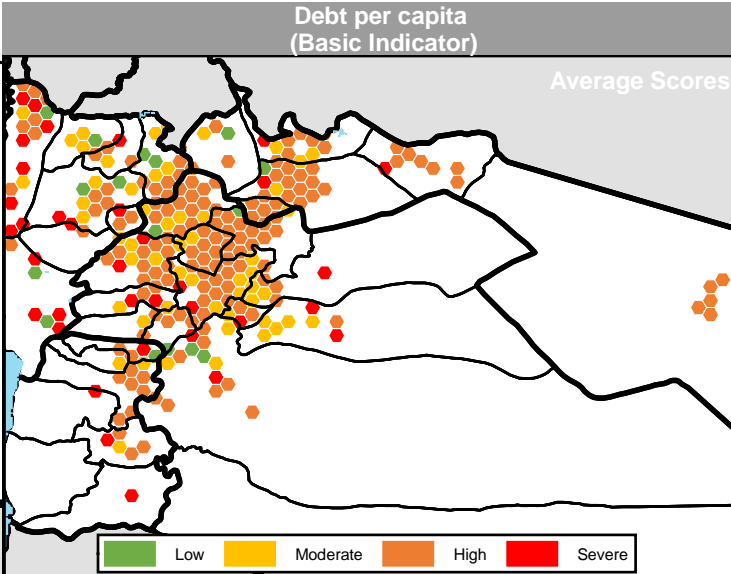 Debt per capita
(Basic Indicator)
Average Scores
Low
Moderate
High
Severe